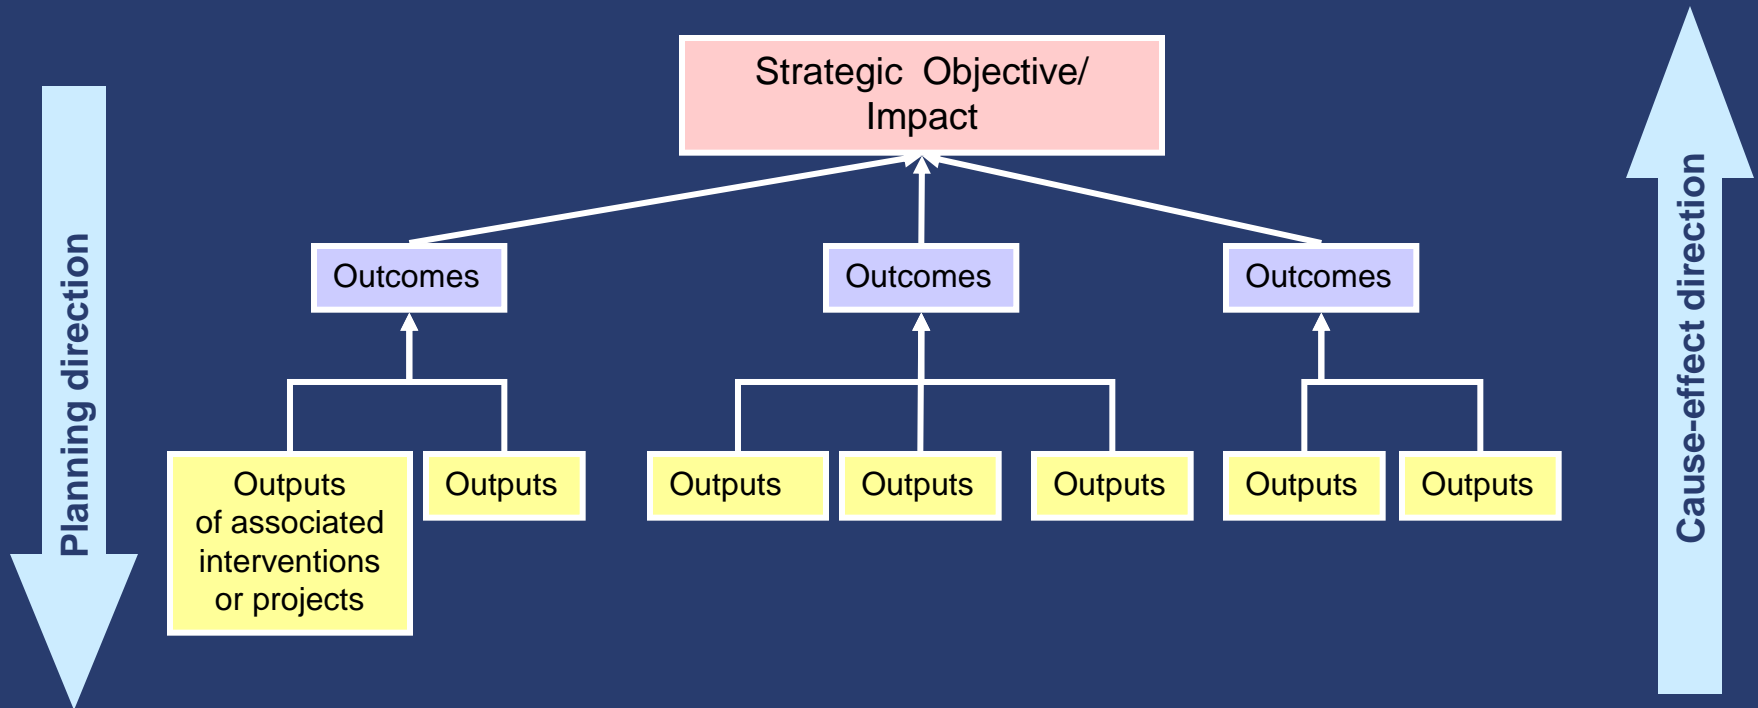 Strategic Objective/
Impact
Planning direction
Cause-effect direction
Outcomes
Outcomes
Outcomes
Outputs
of associated
interventions
or projects
Outputs
Outputs
Outputs
Outputs
Outputs
Outputs